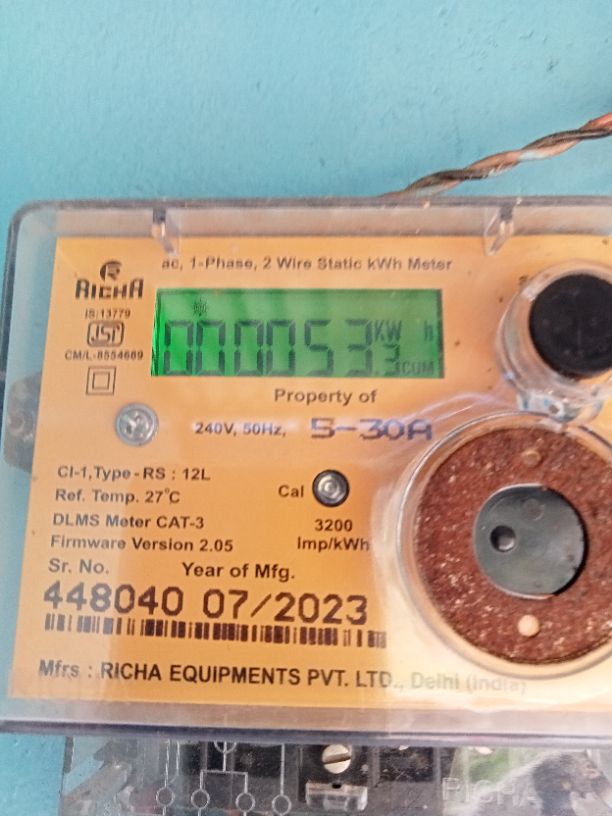 ac, 1-Phase, 2 Wire Static kWh Meter
R
RICHA
IS:13779
ISI
CM/L-8554689
000053.3 KW h
CUM
Property of
240V, 50Hz, 5-30A
CI-1,Type-RS : 12L
Ref. Temp. 27°C
DLMS Meter CAT-3
Firmware Version 2.05
Cal
3200
Imp/kWh
Sr. No. Year of Mfg.
448040 07/2023
Mfrs : RICHA EQUIPMENTS PVT. LTD., Delhi (India)
RICHA